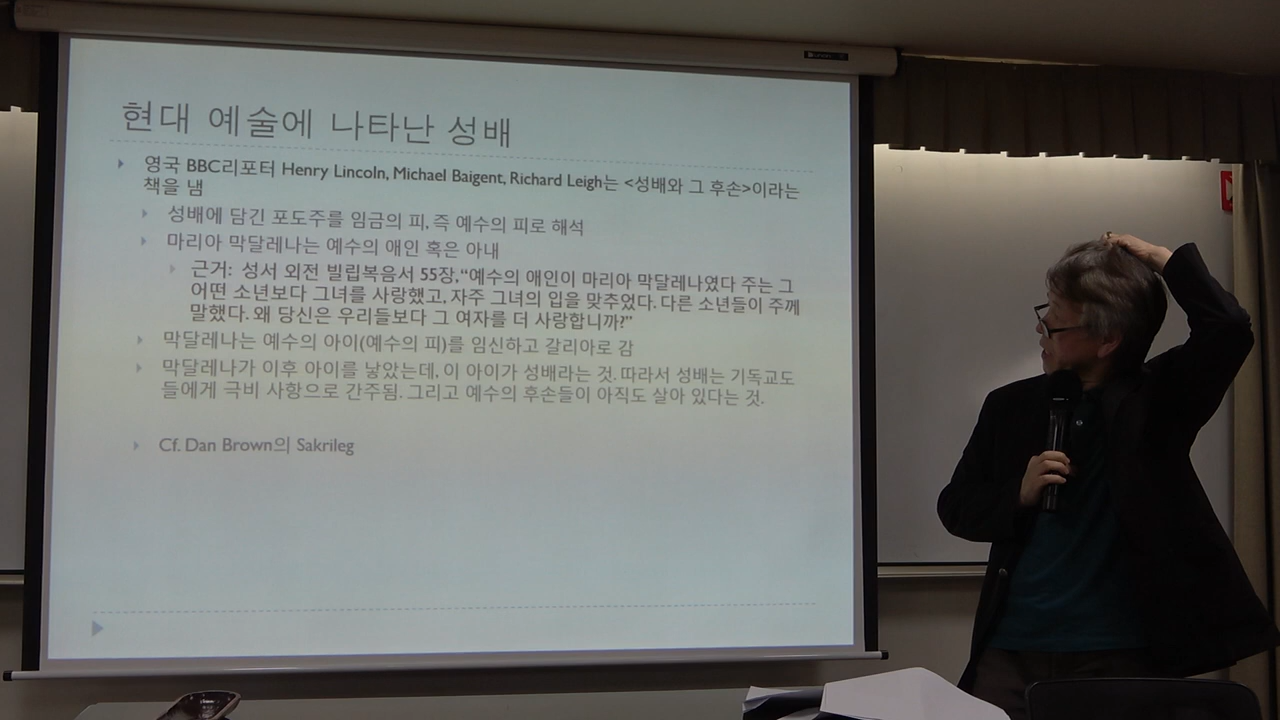 현대 예술에 나타난 성배
영국 BBC리포터 Henry Lincoln, Michael Baigent, Richard Leigh는 <성배와 그 후손>이라는
책을 냄
성배에 담긴 포도주를 임금의 피, 즉 예수의 피로 해석
마리아 막달레나는 예수의 애인 혹은 아내
근거: 성서 외전 빌립복음서 55장,“예수의 애인이 마리아 막달레나였다 주는 그
어떤 소년보다 그녀를 사랑했고, 자주 그녀의 입을 맞추었다. 다른 소년들이 주께
말했다. 왜 당신은 우리들보다 그 여자를 더 사랑합니까?”
막달레나는 예수의 아이(예수의 피)를 임신하고 갈리아로 감
막달레나가 이후 아이를 낳았는데, 이 아이가 성배라는 것. 따라서 성배는 기독교도
들에게 극비 사항으로 간주됨. 그리고 예수의 후손들이 아직도 살아 있다는 것.
Cf. Dan Brown의 Sakrileg